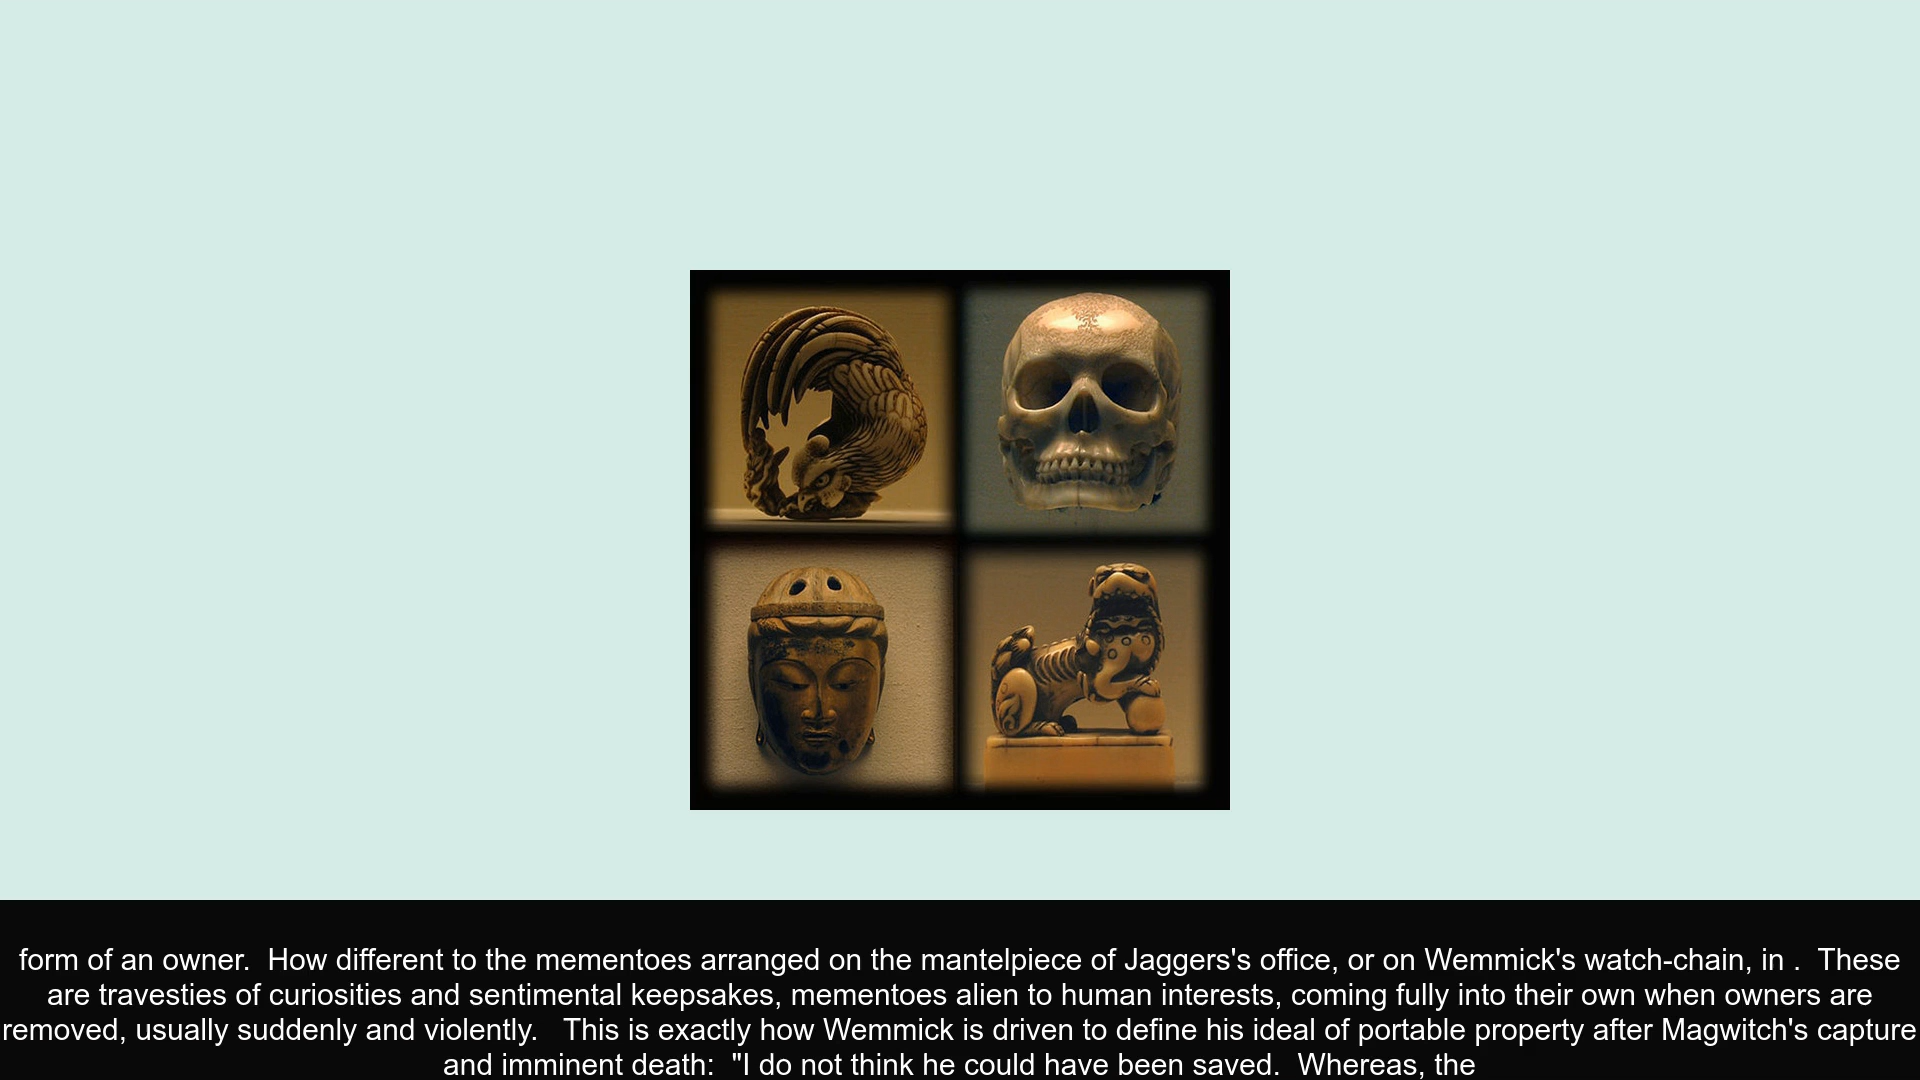 form of an owner.  How different to the mementoes arranged on the mantelpiece of Jaggers's office, or on Wemmick's watch-chain, in .  These
are travesties of curiosities and sentimental keepsakes, mementoes alien to human interests, coming fully into their own when owners are
removed, usually suddenly and violently.   This is exactly how Wemmick is driven to define his ideal of portable property after Magwitch's capture
and imminent death:  "I do not think he could have been saved.  Whereas, the